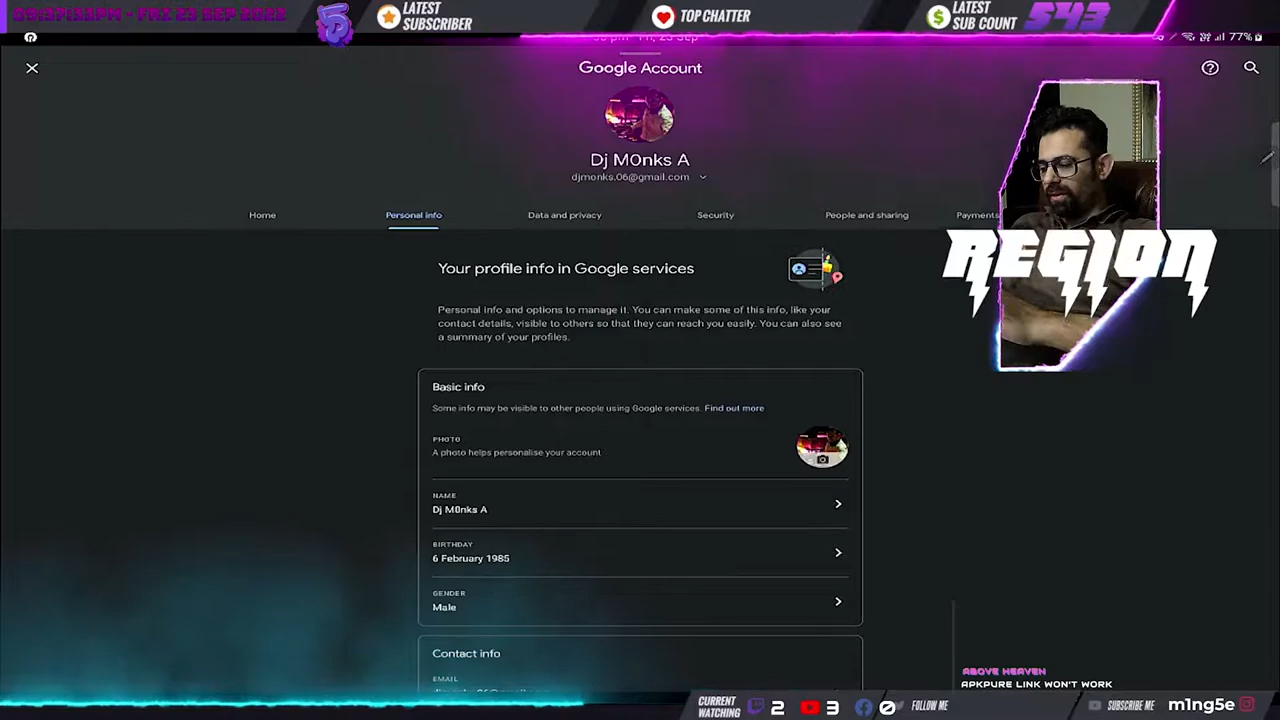 LATEST
SUBSCRIBER
TOP CHATTER
LATEST
SUB COUNT
543
77%
Google Account
Dj M0nks A
djmonks.06@gmail.com
Home
Personal info
Data and privacy
Security
People and sharing
Payments
REGION
Your profile info in Google services
Personal info and options to manage it. You can make some of this info, like your
contact details, visible to others so that they can reach you easily. You can also see
a summary of your profiles.
Basic info
Some info may be visible to other people using Google services. Find out more
PHOTO
A photo helps personalise your account
NAME
Dj M0nks A
BIRTHDAY
6 February 1985
GENDER
Male
Contact info
EMAIL
ABOVE HEAVEN
APKPURE LINK WON'T WORK
CURRENT
WATCHING
2
3
0
FOLLOW ME
SUBSCRIBE ME
m1ng5e